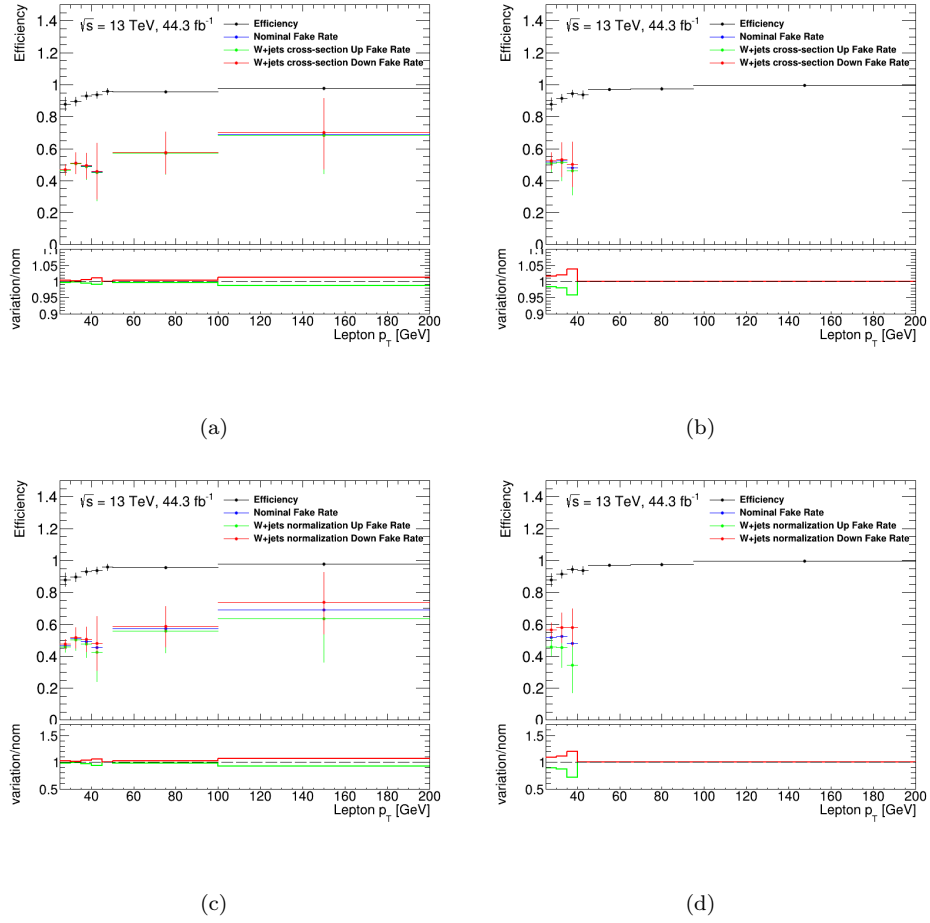 Efficiency
1.4
1.2
1
0.8
0.6
0.4
0.2
0
√s = 13 TeV, 44.3 fb⁻¹
Efficiency
Nominal Fake Rate
W+jets cross-section Up Fake Rate
W+jets cross-section Down Fake Rate
variation/nom
1.1
1.05
1
0.95
0.9
40 60 80 100 120 140 160 180 200
Lepton p_T [GeV]
(a)
Efficiency
1.4
1.2
1
0.8
0.6
0.4
0.2
0
√s = 13 TeV, 44.3 fb⁻¹
Efficiency
Nominal Fake Rate
W+jets cross-section Up Fake Rate
W+jets cross-section Down Fake Rate
variation/nom
1.1
1.05
1
0.95
0.9
40 60 80 100 120 140 160 180 200
Lepton p_T [GeV]
(b)
Efficiency
1.4
1.2
1
0.8
0.6
0.4
0.2
0
√s = 13 TeV, 44.3 fb⁻¹
Efficiency
Nominal Fake Rate
W+jets normalization Up Fake Rate
W+jets normalization Down Fake Rate
variation/nom
1.5
1
0.5
40 60 80 100 120 140 160 180 200
Lepton p_T [GeV]
(c)
Efficiency
1.4
1.2
1
0.8
0.6
0.4
0.2
0
√s = 13 TeV, 44.3 fb⁻¹
Efficiency
Nominal Fake Rate
W+jets normalization Up Fake Rate
W+jets normalization Down Fake Rate
variation/nom
1.5
1
0.5
40 60 80 100 120 140 160 180 200
Lepton p_T [GeV]
(d)